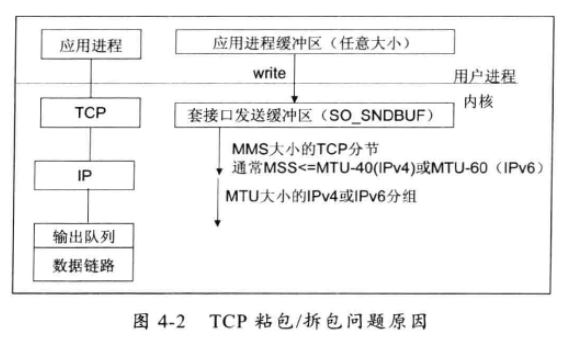 应用进程
应用进程缓冲区（任意大小）
write
用户进程
内核
TCP
套接口发送缓冲区（SO_SNDBUF）
MMS大小的TCP分节
通常MSS<=MTU-40(IPv4)或MTU-60（IPv6）
IP
MTU大小的IPv4或IPv6分组
输出队列
数据链路
图 4-2 TCP 粘包/拆包问题原因